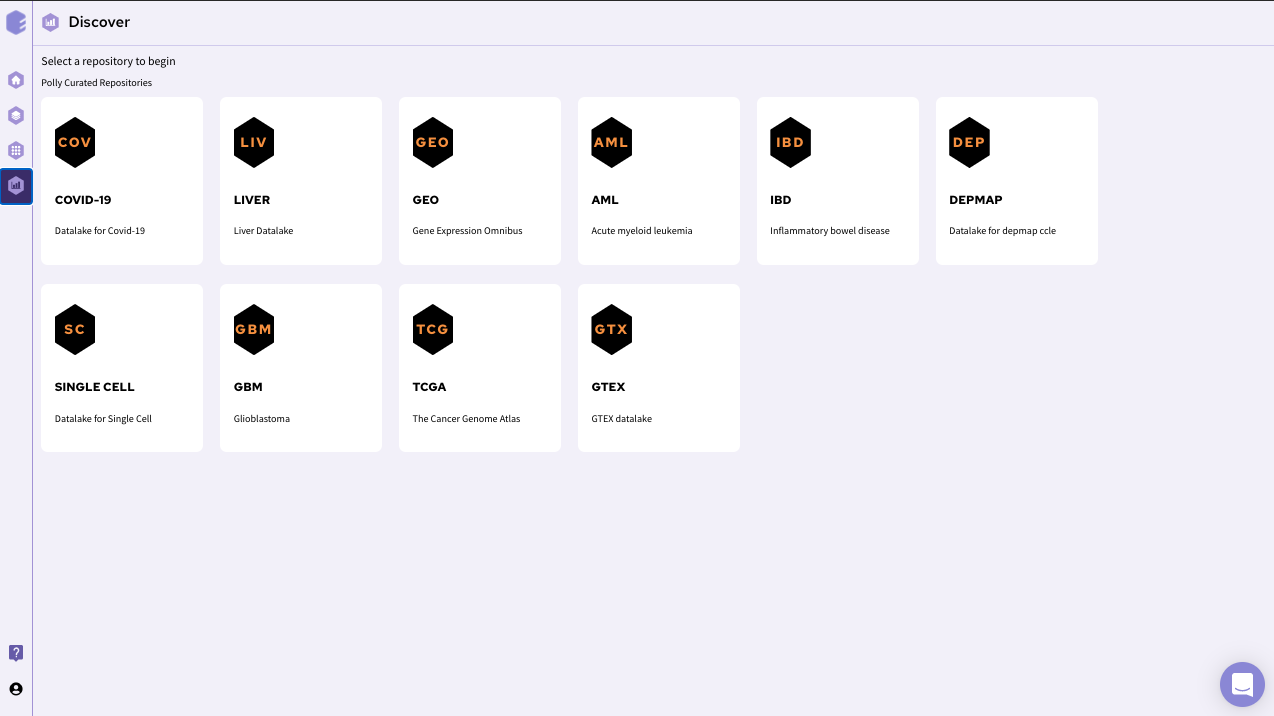 Discover
Select a repository to begin
Polly Curated Repositories
COV
LIV
GEO
AML
IBD
DEP
COVID-19
LIVER
GEO
AML
IBD
DEPMAP
Datalake for Covid-19
Liver Datalake
Gene Expression Omnibus
Acute myeloid leukemia
Inflammatory bowel disease
Datalake for depmap ccle
SC
GBM
TCG
GTX
SINGLE CELL
GBM
TCGA
GTEX
Datalake for Single Cell
Glioblastoma
The Cancer Genome Atlas
GTEX datalake
?